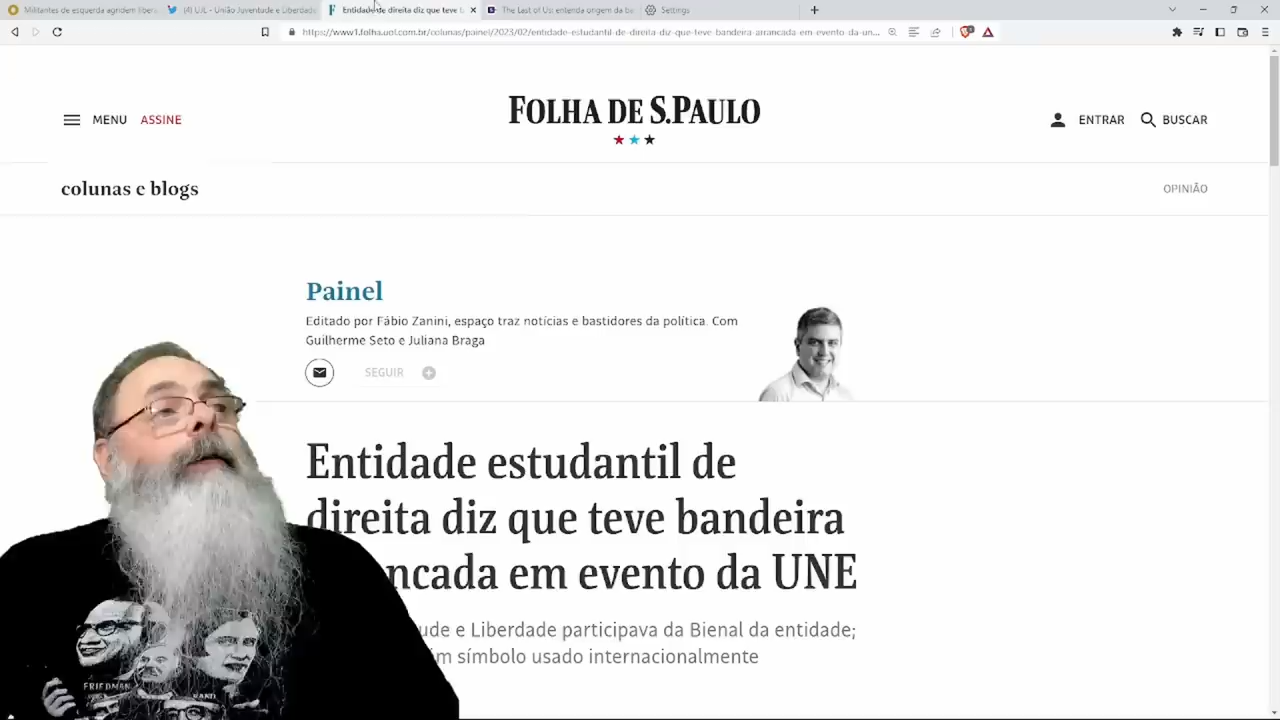 Militantes de esquerda agridem liber
(4) UJL - União Juventude e Liberdade
Entidade de direita diz que teve b
The Last of Us: entenda origem da ba
Settings
https://www1.folha.uol.com.br/colunas/painel/2023/02/entidade-estudantil-de-direita-diz-que-teve-bandeira-arrancada-em-evento-da-un...
MENU
ASSINE
FOLHA DE S.PAULO
ENTRAR
BUSCAR
colunas e blogs
OPINIÃO
Painel
Editado por Fábio Zanini, espaço traz notícias e bastidores da política. Com
Guilherme Seto e Juliana Braga
SEGUIR
Entidade estudantil de
direita diz que teve bandeira
ncada em evento da UNE
ude e Liberdade participava da Bienal da entidade;
m símbolo usado internacionalmente
FRIEDMAN
RAND